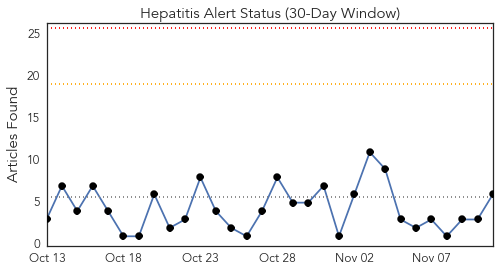 Hepatitis Alert Status (30-Day Window)
Articles Found
25
20
15
10
5
0
Oct 13
Oct 18
Oct 23
Oct 28
Nov 02
Nov 07